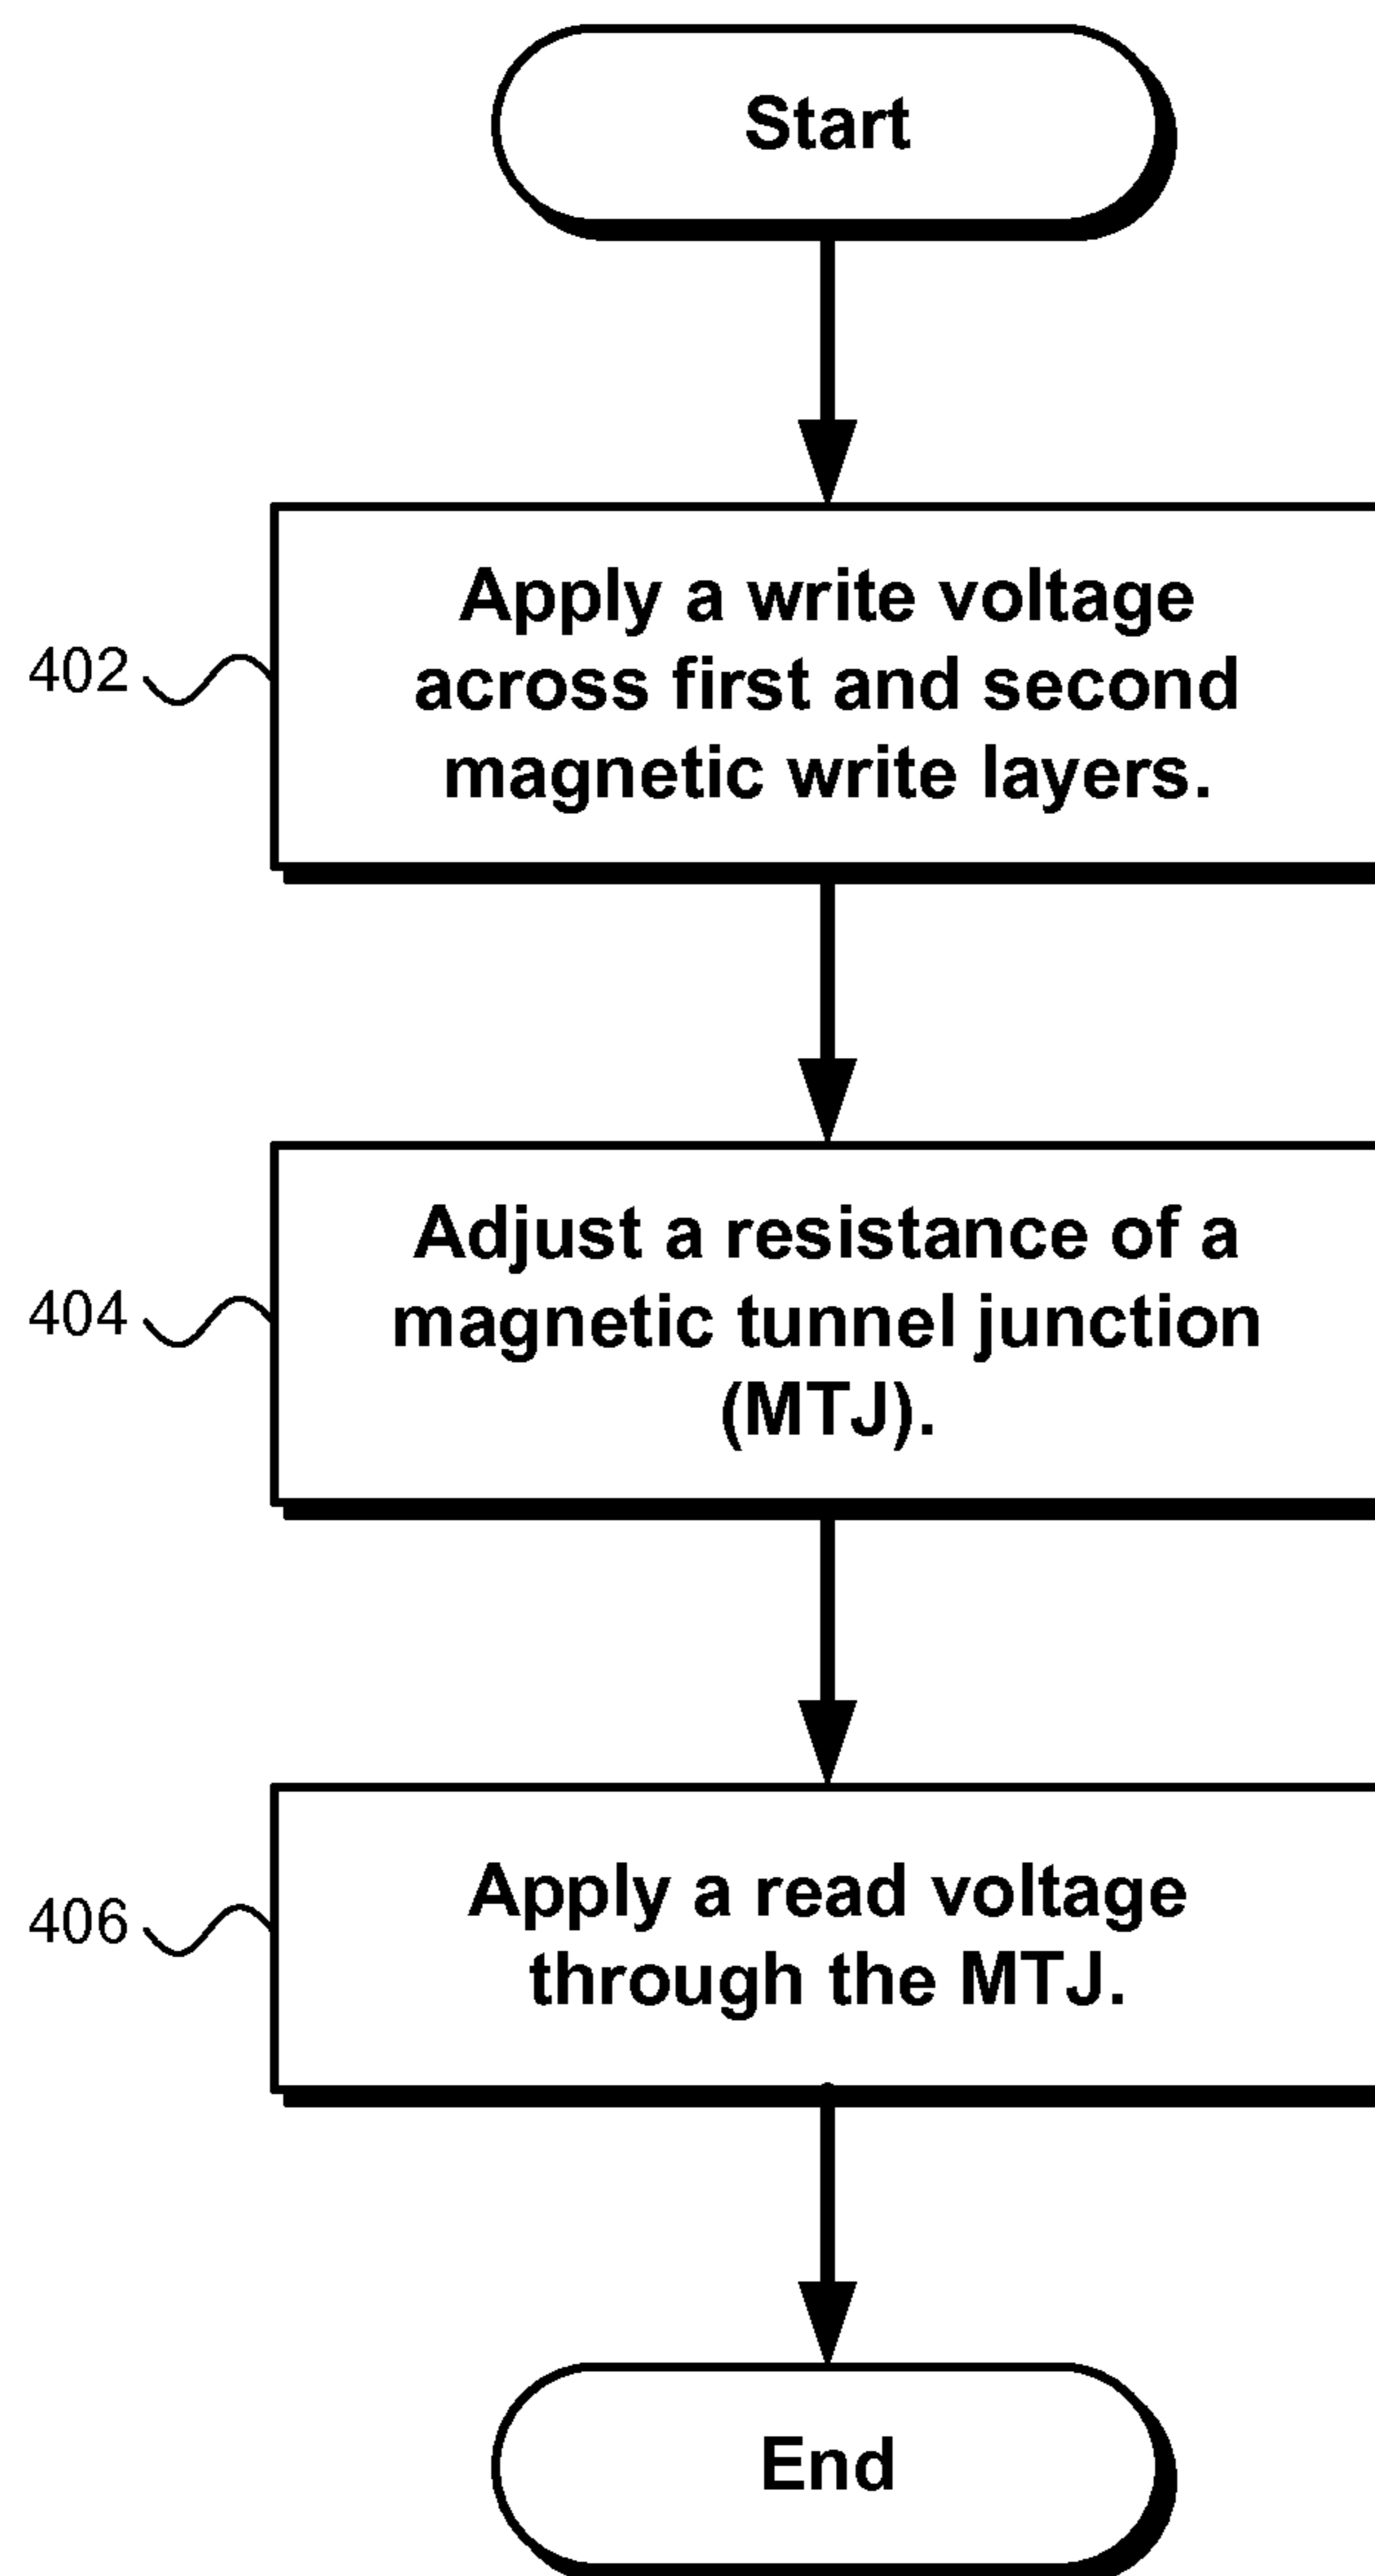 Start
402
Apply a write voltage
across first and second
magnetic write layers.
404
Adjust a resistance of a
magnetic tunnel junction
(MTJ).
406
Apply a read voltage
through the MTJ.
End